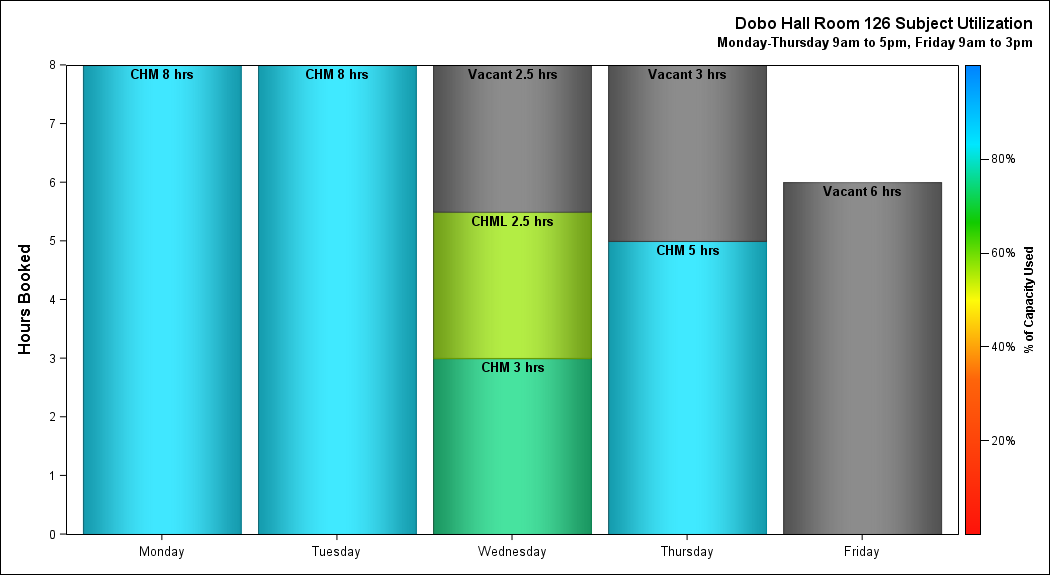 Dobo Hall Room 126 Subject Utilization
Monday-Thursday 9am to 5pm, Friday 9am to 3pm
Hours Booked
8
7
6
5
4
3
2
1
0
CHM 8 hrs
CHM 8 hrs
Vacant 2.5 hrs
CHML 2.5 hrs
CHM 3 hrs
Vacant 3 hrs
CHM 5 hrs
Vacant 6 hrs
Monday
Tuesday
Wednesday
Thursday
Friday
80%
60%
40%
20%
% of Capacity Used